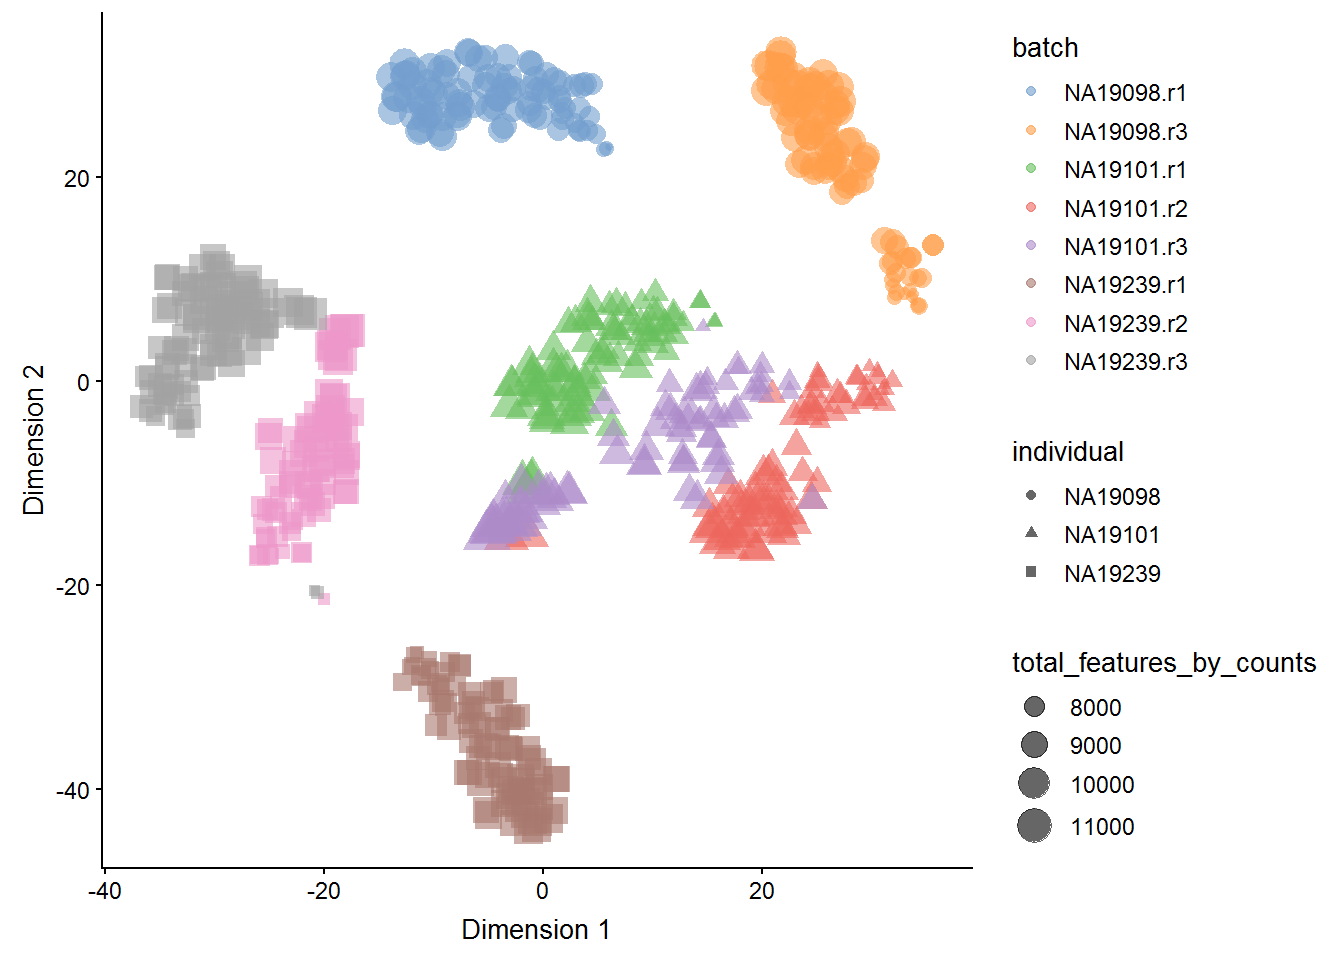 batch
NA19098.r1
NA19098.r3
NA19101.r1
NA19101.r2
NA19101.r3
NA19239.r1
NA19239.r2
NA19239.r3
individual
NA19098
NA19101
NA19239
total_features_by_counts
8000
9000
10000
11000
Dimension 2
20
0
-20
-40
-40 -20 0 20
Dimension 1